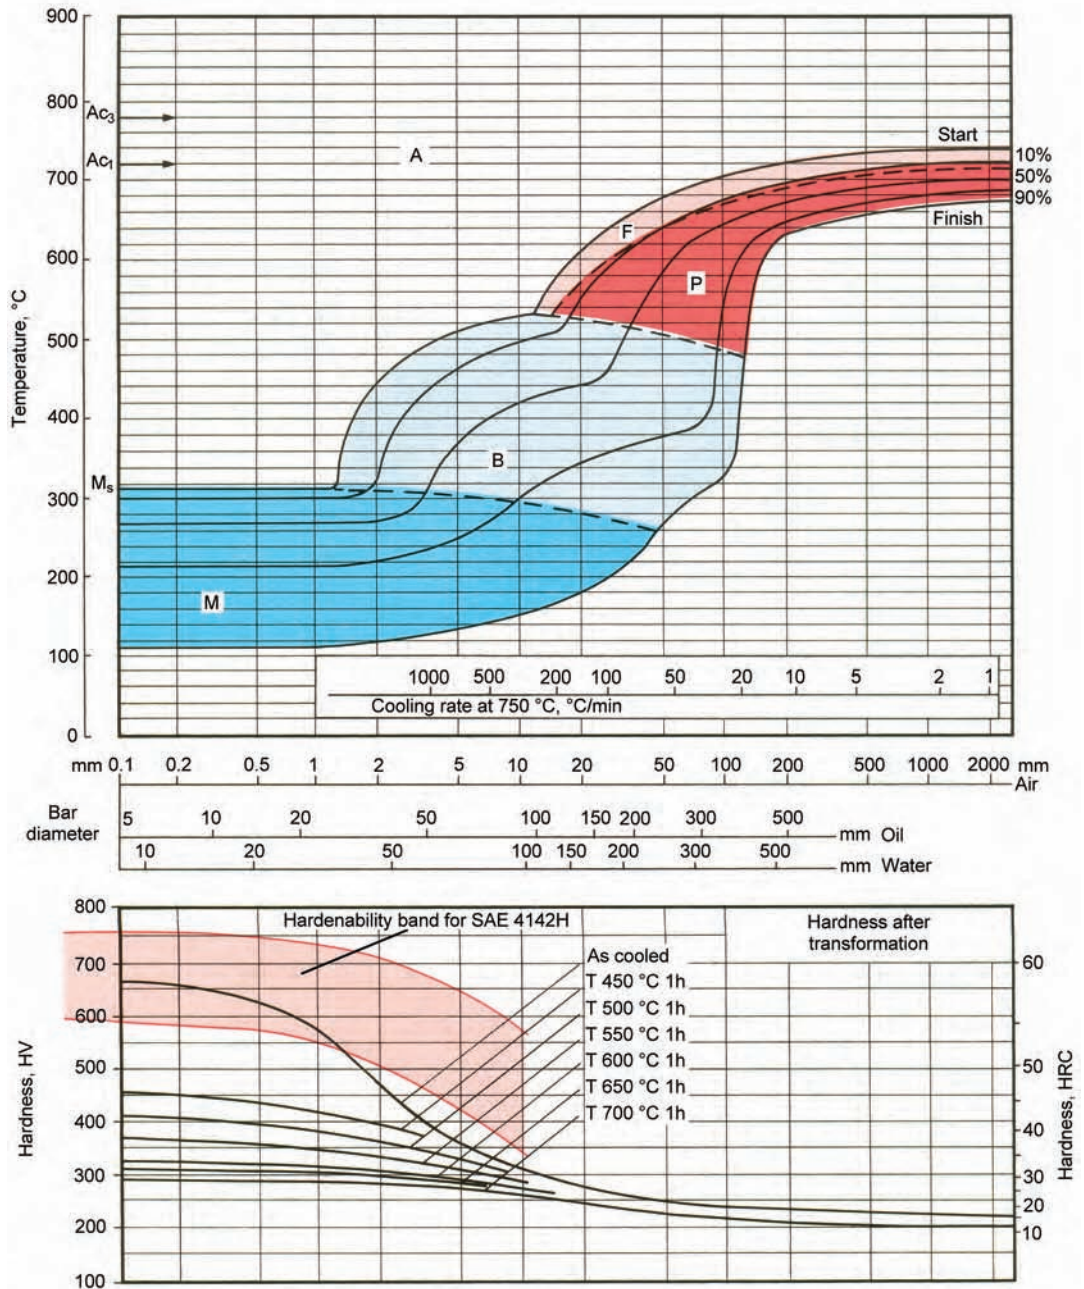 900
800
700
600
500
400
300
200
100
0
Temperature, °C
Ac3
Ac1
Ms
A
F
P
B
M
Start
10%
50%
90%
Finish
1000 500 200 100 50 20 10 5 2 1
Cooling rate at 750 °C, °C/min
mm 0.1 0.2 0.5 1 2 5 10 20 50 100 200 500 1000 2000 mm
Air
Bar
diameter
5 10 20 50 100 150 200 300 500 mm Oil
10 20 50 100 150 200 300 500 mm Water
800
700
600
500
400
300
200
100
Hardness, HV
Hardenability band for SAE 4142H
Hardness after
transformation
As cooled
T 450 °C 1h
T 500 °C 1h
T 550 °C 1h
T 600 °C 1h
T 650 °C 1h
T 700 °C 1h
60
50
40
30
20
10
Hardness, HRC